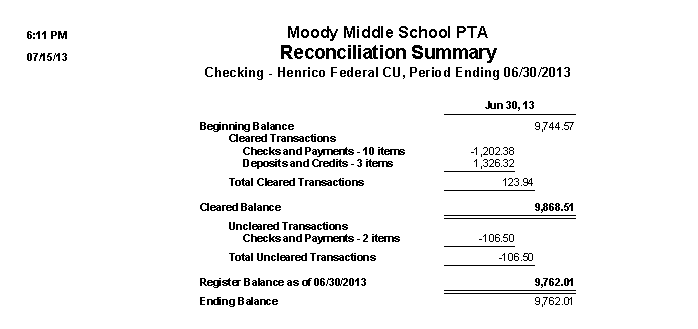 6:11 PM
07/15/13
Moody Middle School PTA
Reconciliation Summary
Checking - Henrico Federal CU, Period Ending 06/30/2013
Jun 30, 13
Beginning Balance 9,744.57
Cleared Transactions
Checks and Payments - 10 items -1,202.38
Deposits and Credits - 3 items 1,326.32
Total Cleared Transactions 123.94
Cleared Balance 9,868.51
Uncleared Transactions
Checks and Payments - 2 items -106.50
Total Uncleared Transactions -106.50
Register Balance as of 06/30/2013 9,762.01
Ending Balance 9,762.01